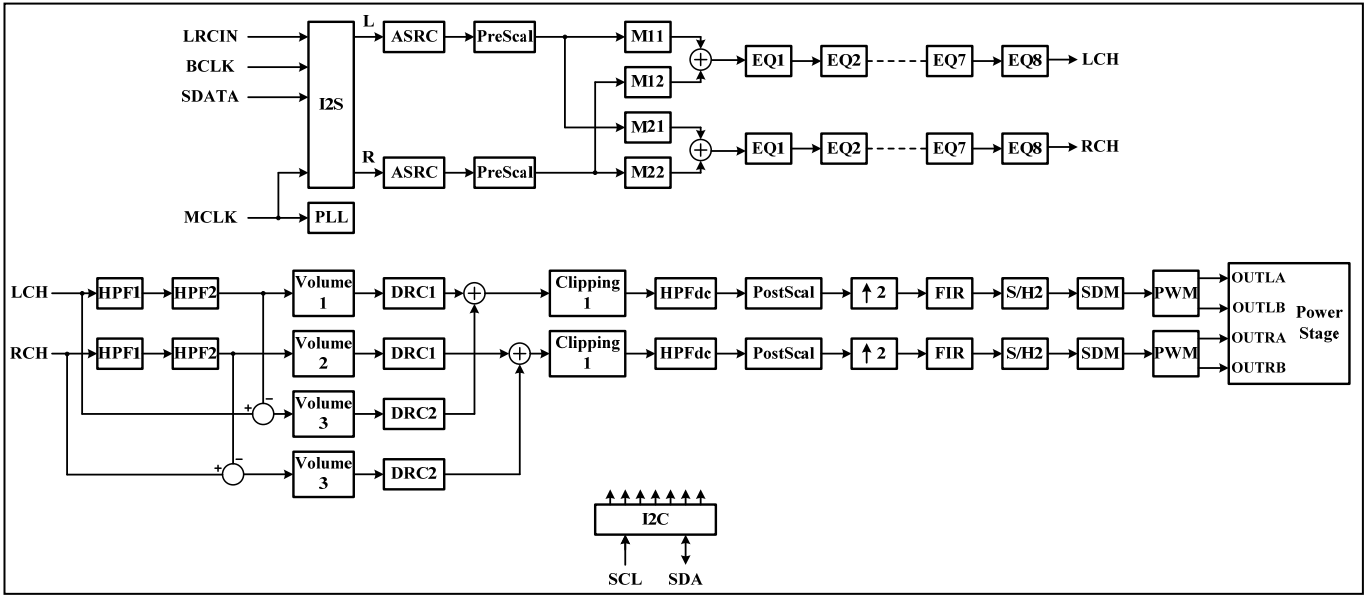 LRCIN
BCLK
SDATA
MCLK
I2S
PLL
L
R
ASRC
PreScal
ASRC
PreScal
M11
M12
M21
M22
+
+
EQ1
EQ2
EQ7
EQ8
LCH
EQ1
EQ2
EQ7
EQ8
RCH
LCH
HPF1
HPF2
Volume
1
DRC1
+
Clipping
1
HPFdc
PostScal
↑ 2
FIR
S/H2
SDM
PWM
OUTLA
OUTLB
RCH
HPF1
HPF2
Volume
2
DRC1
+
Clipping
1
HPFdc
PostScal
↑ 2
FIR
S/H2
SDM
PWM
OUTRA
OUTRB
Power
Stage
+
−
Volume
3
DRC2
+
−
Volume
3
DRC2
I2C
SCL
SDA